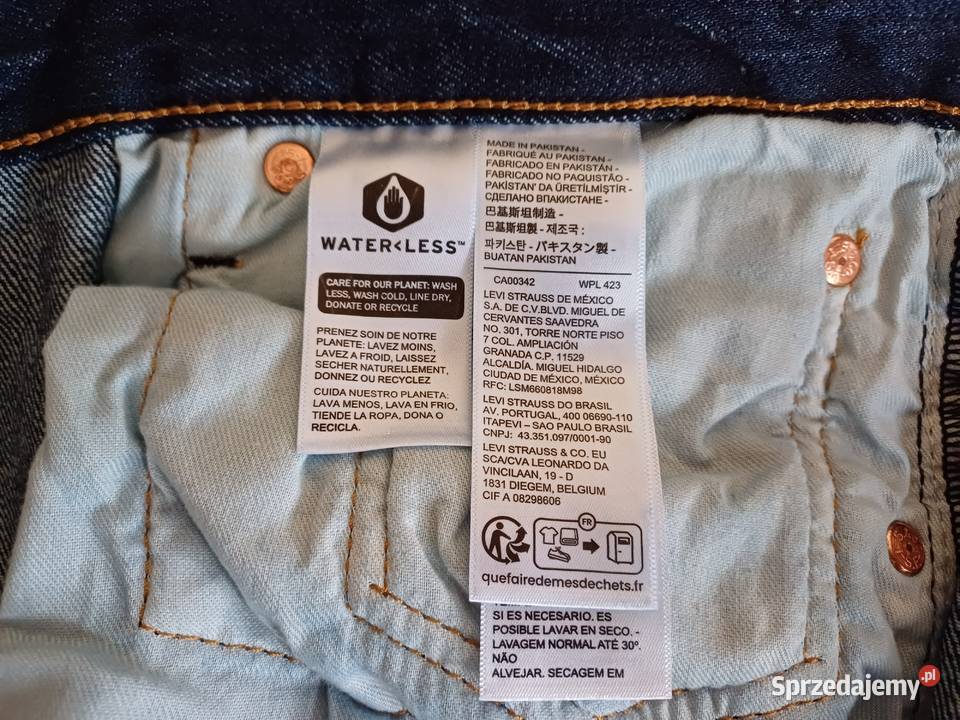 WATER<LESS™
CARE FOR OUR PLANET: WASH
LESS, WASH COLD, LINE DRY,
DONATE OR RECYCLE
PRENEZ SOIN DE NOTRE
PLANETE: LAVEZ MOINS,
LAVEZ A FROID, LAISSEZ
SECHER NATURELLEMENT,
DONNEZ OU RECYCLEZ
CUIDA NUESTRO PLANETA:
LAVA MENOS, LAVA EN FRIO,
TIENDE LA ROPA, DONA O
RECICLA.
MADE IN PAKISTAN -
FABRIQUÉ AU PAKISTAN -
FABRICADO EN PAKISTÁN -
FABRICADO NO PAQUISTÃO -
PAKİSTAN' DA ÜRETİLMİŞTİR -
СДЕЛАНО ВПАКИСТАНЕ -
巴基斯坦制造 -
巴基斯坦製 - 제조국 :
파키스탄 - パキスタン製 -
BUATAN PAKISTAN
CA00342 WPL 423
LEVI STRAUSS DE MÉXICO
S.A. DE C.V.BLVD. MIGUEL DE
CERVANTES SAAVEDRA
NO. 301, TORRE NORTE PISO
7 COL. AMPLIACIÓN
GRANADA C.P. 11529
ALCALDÍA. MIGUEL HIDALGO
CIUDAD DE MÉXICO, MÉXICO
RFC: LSM660818M98
LEVI STRAUSS DO BRASIL
AV. PORTUGAL, 400 06690-110
ITAPEVI – SAO PAULO BRASIL
CNPJ: 43.351.097/0001-90
LEVI STRAUSS & CO. EU
SCA/CVA LEONARDO DA
VINCILAAN, 19 - D
1831 DIEGEM, BELGIUM
CIF A 08298606
FR
quefairedemesdechets.fr
SI ES NECESARIO. ES
POSIBLE LAVAR EN SECO. -
LAVAGEM NORMAL ATÉ 30º.
NÃO
ALVEJAR. SECAGEM EM
Sprzedajemy.pl